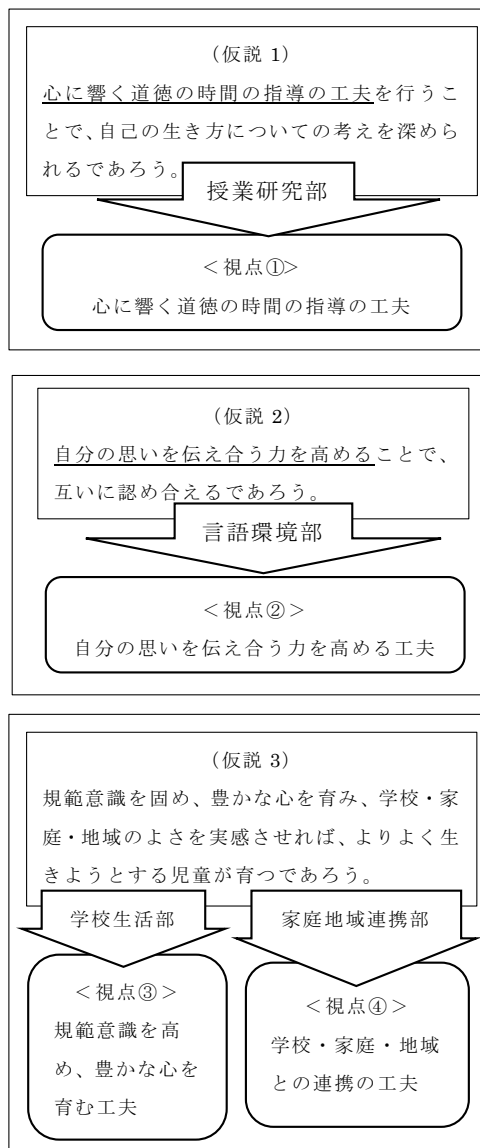 (仮説 1)
心に響く道徳の時間の指導の工夫を行うこ
とで、自己の生き方についての考えを深めら
れるであろう。
授業研究部
<視点①>
心に響く道徳の時間の指導の工夫
(仮説 2)
自分の思いを伝え合う力を高めることで、
互いに認め合えるであろう。
言語環境部
<視点②>
自分の思いを伝え合う力を高める工夫
(仮説 3)
規範意識を固め、豊かな心を育み、学校・家
庭・地域のよさを実感させれば、よりよく生
きようとする児童が育つであろう。
学校生活部
<視点③>
規範意識を高
め、豊かな心を
育む工夫
家庭地域連携部
<視点④>
学校・家庭・地域
との連携の工夫